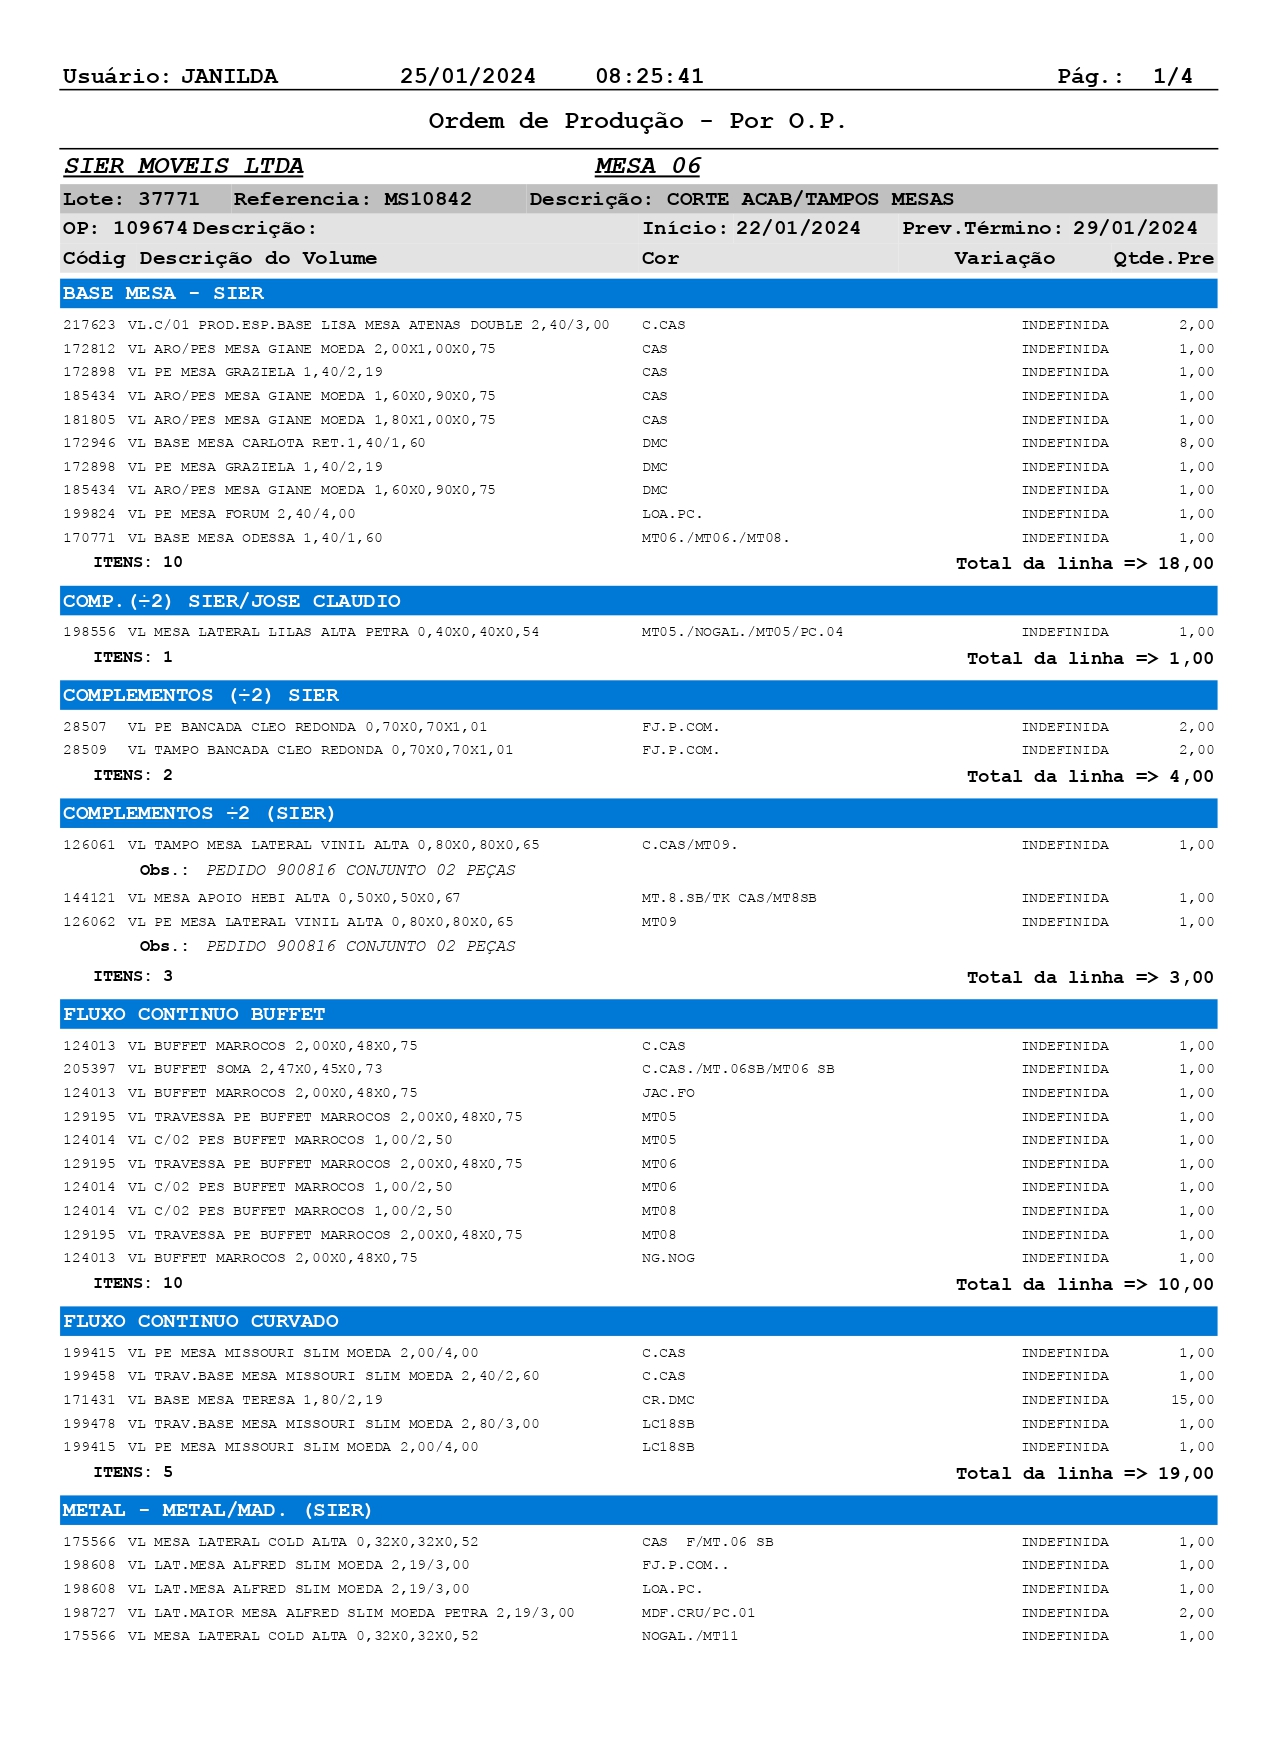 Usuário: JANILDA 25/01/2024 08:25:41 Pág.: 1/4
Ordem de Produção - Por O.P.
SIER MOVEIS LTDA MESA 06
Lote: 37771 Referencia: MS10842 Descrição: CORTE ACAB/TAMPOS MESAS
OP: 109674 Descrição: Início: 22/01/2024 Prev.Término: 29/01/2024
Códig Descrição do Volume Cor Variação Qtde.Pre
BASE MESA - SIER
217623 VL.C/01 PROD.ESP.BASE LISA MESA ATENAS DOUBLE 2,40/3,00 C.CAS INDEFINIDA 2,00
172812 VL ARO/PES MESA GIANE MOEDA 2,00X1,00X0,75 CAS INDEFINIDA 1,00
172898 VL PE MESA GRAZIELA 1,40/2,19 CAS INDEFINIDA 1,00
185434 VL ARO/PES MESA GIANE MOEDA 1,60X0,90X0,75 CAS INDEFINIDA 1,00
181805 VL ARO/PES MESA GIANE MOEDA 1,80X1,00X0,75 CAS INDEFINIDA 1,00
172946 VL BASE MESA CARLOTA RET.1,40/1,60 DMC INDEFINIDA 8,00
172898 VL PE MESA GRAZIELA 1,40/2,19 DMC INDEFINIDA 1,00
185434 VL ARO/PES MESA GIANE MOEDA 1,60X0,90X0,75 DMC INDEFINIDA 1,00
199824 VL PE MESA FORUM 2,40/4,00 LOA.PC. INDEFINIDA 1,00
170771 VL BASE MESA ODESSA 1,40/1,60 MT06./MT06./MT08. INDEFINIDA 1,00
ITENS: 10 Total da linha => 18,00
COMP.(÷2) SIER/JOSE CLAUDIO
198556 VL MESA LATERAL LILAS ALTA PETRA 0,40X0,40X0,54 MT05./NOGAL./MT05/PC.04 INDEFINIDA 1,00
ITENS: 1 Total da linha => 1,00
COMPLEMENTOS (÷2) SIER
28507 VL PE BANCADA CLEO REDONDA 0,70X0,70X1,01 FJ.P.COM. INDEFINIDA 2,00
28509 VL TAMPO BANCADA CLEO REDONDA 0,70X0,70X1,01 FJ.P.COM. INDEFINIDA 2,00
ITENS: 2 Total da linha => 4,00
COMPLEMENTOS ÷2 (SIER)
126061 VL TAMPO MESA LATERAL VINIL ALTA 0,80X0,80X0,65 C.CAS/MT09. INDEFINIDA 1,00
Obs.: PEDIDO 900816 CONJUNTO 02 PEÇAS
144121 VL MESA APOIO HEBI ALTA 0,50X0,50X0,67 MT.8.SB/TK CAS/MT8SB INDEFINIDA 1,00
126062 VL PE MESA LATERAL VINIL ALTA 0,80X0,80X0,65 MT09 INDEFINIDA 1,00
Obs.: PEDIDO 900816 CONJUNTO 02 PEÇAS
ITENS: 3 Total da linha => 3,00
FLUXO CONTINUO BUFFET
124013 VL BUFFET MARROCOS 2,00X0,48X0,75 C.CAS INDEFINIDA 1,00
205397 VL BUFFET SOMA 2,47X0,45X0,73 C.CAS./MT.06SB/MT06 SB INDEFINIDA 1,00
124013 VL BUFFET MARROCOS 2,00X0,48X0,75 JAC.FO INDEFINIDA 1,00
129195 VL TRAVESSA PE BUFFET MARROCOS 2,00X0,48X0,75 MT05 INDEFINIDA 1,00
124014 VL C/02 PES BUFFET MARROCOS 1,00/2,50 MT05 INDEFINIDA 1,00
129195 VL TRAVESSA PE BUFFET MARROCOS 2,00X0,48X0,75 MT06 INDEFINIDA 1,00
124014 VL C/02 PES BUFFET MARROCOS 1,00/2,50 MT06 INDEFINIDA 1,00
124014 VL C/02 PES BUFFET MARROCOS 1,00/2,50 MT08 INDEFINIDA 1,00
129195 VL TRAVESSA PE BUFFET MARROCOS 2,00X0,48X0,75 MT08 INDEFINIDA 1,00
124013 VL BUFFET MARROCOS 2,00X0,48X0,75 NG.NOG INDEFINIDA 1,00
ITENS: 10 Total da linha => 10,00
FLUXO CONTINUO CURVADO
199415 VL PE MESA MISSOURI SLIM MOEDA 2,00/4,00 C.CAS INDEFINIDA 1,00
199458 VL TRAV.BASE MESA MISSOURI SLIM MOEDA 2,40/2,60 C.CAS INDEFINIDA 1,00
171431 VL BASE MESA TERESA 1,80/2,19 CR.DMC INDEFINIDA 15,00
199478 VL TRAV.BASE MESA MISSOURI SLIM MOEDA 2,80/3,00 LC18SB INDEFINIDA 1,00
199415 VL PE MESA MISSOURI SLIM MOEDA 2,00/4,00 LC18SB INDEFINIDA 1,00
ITENS: 5 Total da linha => 19,00
METAL - METAL/MAD. (SIER)
175566 VL MESA LATERAL COLD ALTA 0,32X0,32X0,52 CAS F/MT.06 SB INDEFINIDA 1,00
198608 VL LAT.MESA ALFRED SLIM MOEDA 2,19/3,00 FJ.P.COM.. INDEFINIDA 1,00
198608 VL LAT.MESA ALFRED SLIM MOEDA 2,19/3,00 LOA.PC. INDEFINIDA 1,00
198727 VL LAT.MAIOR MESA ALFRED SLIM MOEDA PETRA 2,19/3,00 MDF.CRU/PC.01 INDEFINIDA 2,00
175566 VL MESA LATERAL COLD ALTA 0,32X0,32X0,52 NOGAL./MT11 INDEFINIDA 1,00